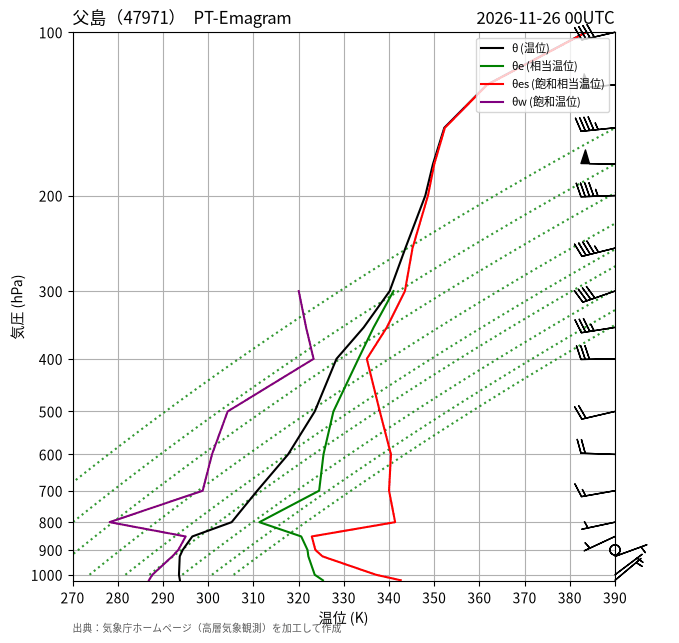 父島（47971） PT-Emagram
2026-11-26 00UTC
θ (温位)
θe (相当温位)
θes (飽和相当温位)
θw (飽和温位)
気圧 (hPa)
100
200
300
400
500
600
700
800
900
1000
270 280 290 300 310 320 330 340 350 360 370 380 390
温位 (K)
出典：気象庁ホームページ（高層気象観測）を加工して作成